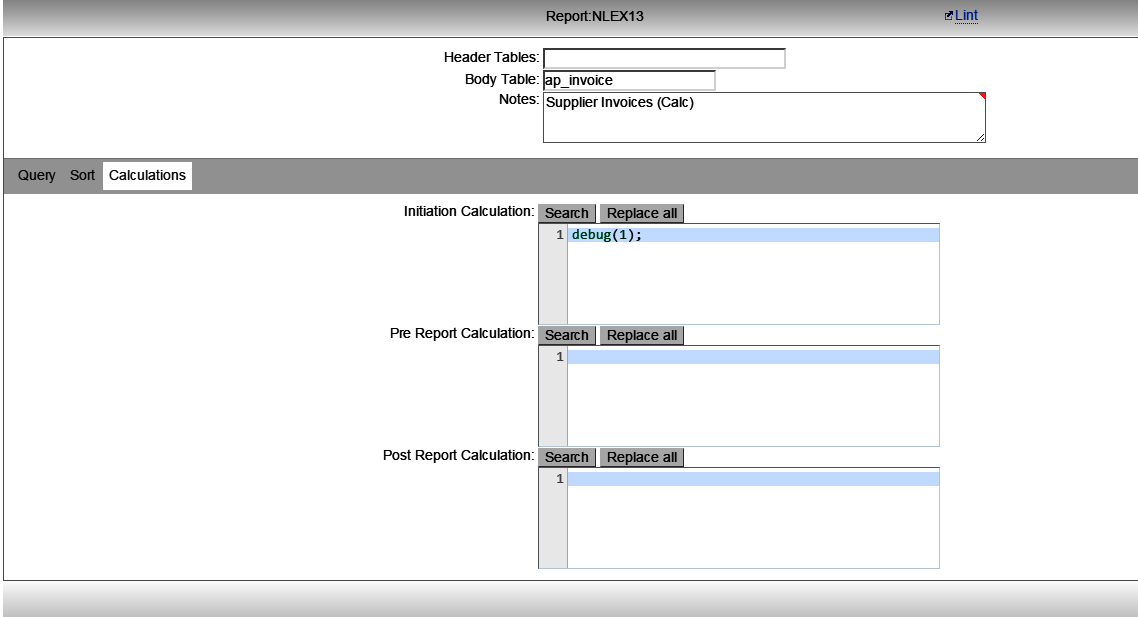 Report:NLEX13 Lint
Header Tables:
Body Table: ap_invoice
Notes: Supplier Invoices (Calc)
Query Sort Calculations
Initiation Calculation: Search Replace all
1 debug(1);
Pre Report Calculation: Search Replace all
1
Post Report Calculation: Search Replace all
1